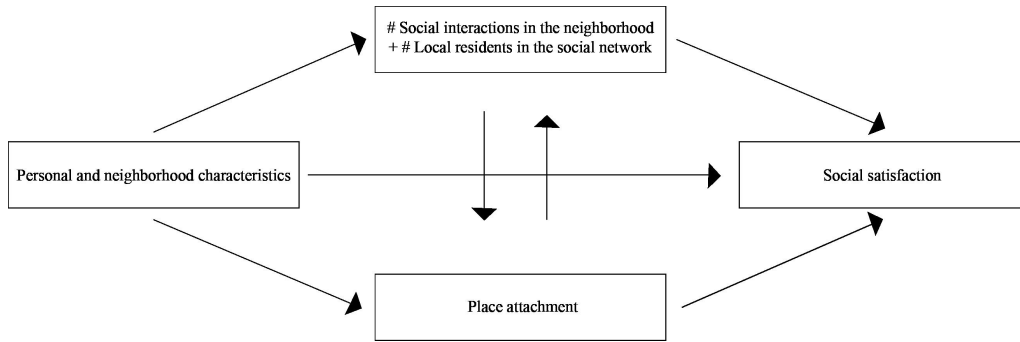 # Social interactions in the neighborhood
+ # Local residents in the social network
Personal and neighborhood characteristics
Social satisfaction
Place attachment